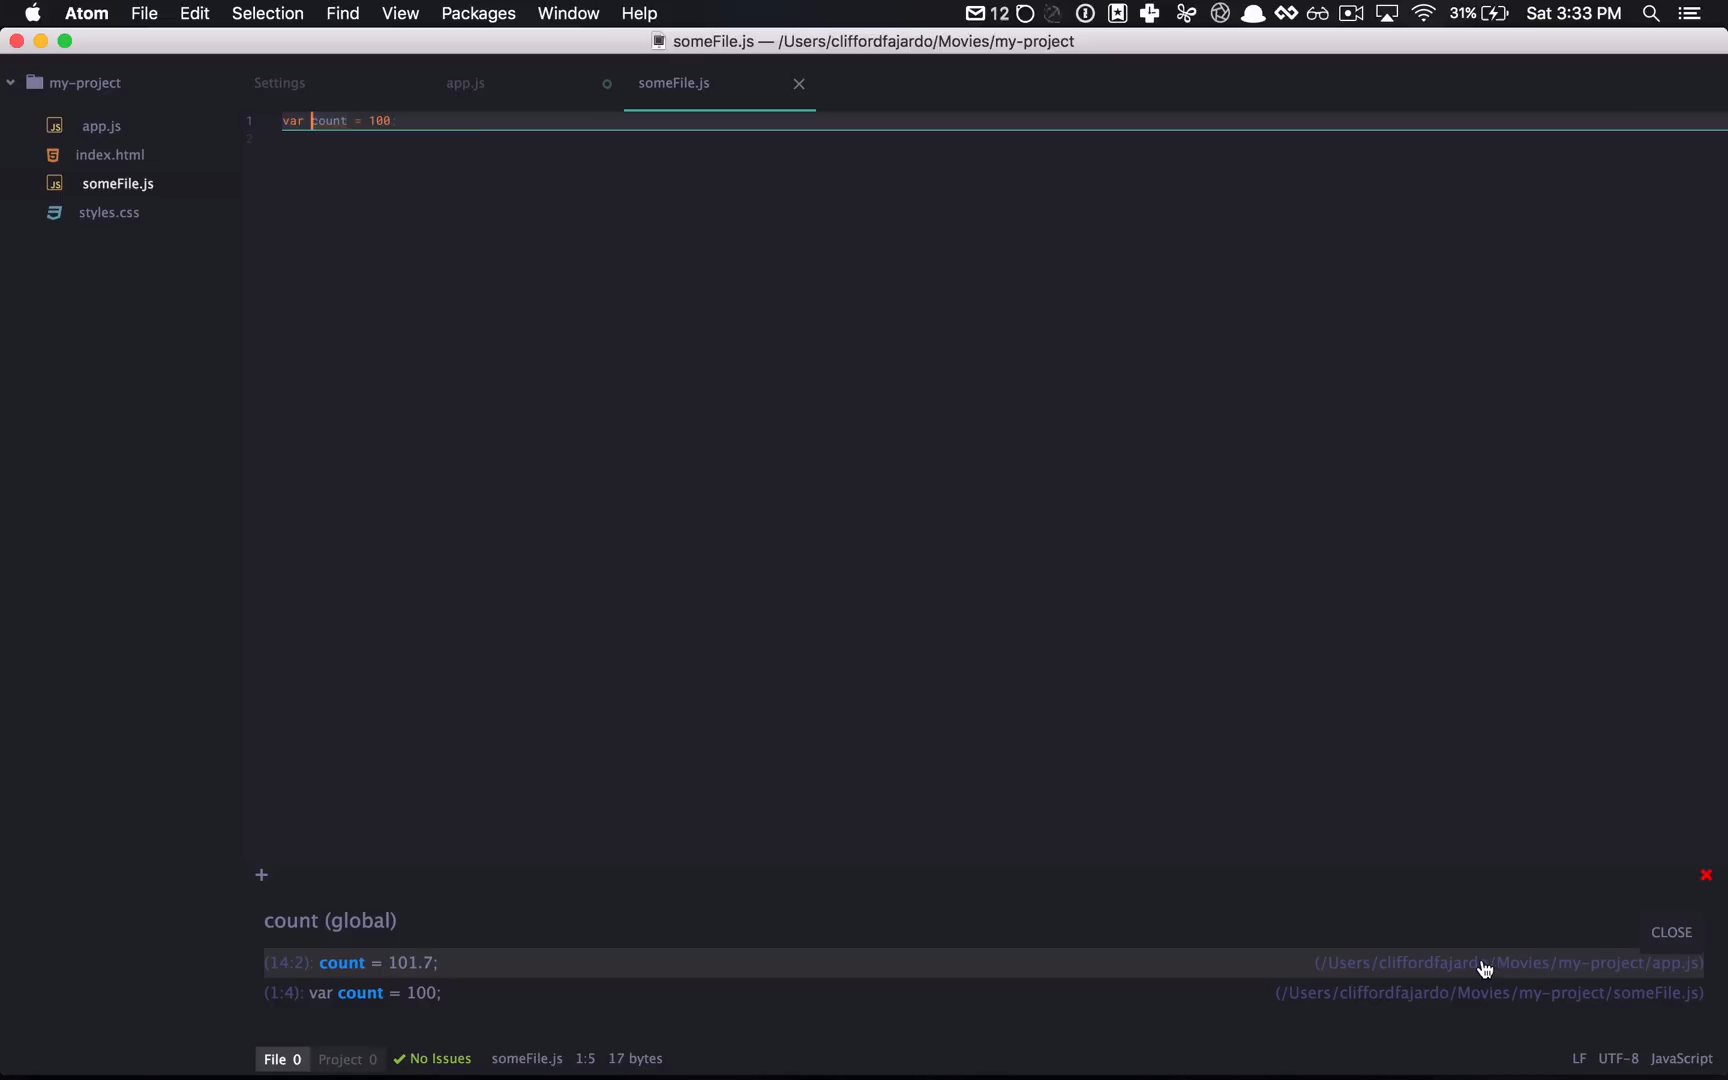 Atom File Edit Selection Find View Packages Window Help 12 31% Sat 3:33 PM
someFile.js — /Users/cliffordfajardo/Movies/my-project
my-project
Settings app.js someFile.js
app.js
index.html
someFile.js
styles.css
1 var count = 100;
2
+
count (global)
CLOSE
(14:2): count = 101.7; (/Users/cliffordfajardo/Movies/my-project/app.js)
(1:4): var count = 100; (/Users/cliffordfajardo/Movies/my-project/someFile.js)
File 0 Project 0 No Issues someFile.js 1:5 17 bytes LF UTF-8 JavaScript